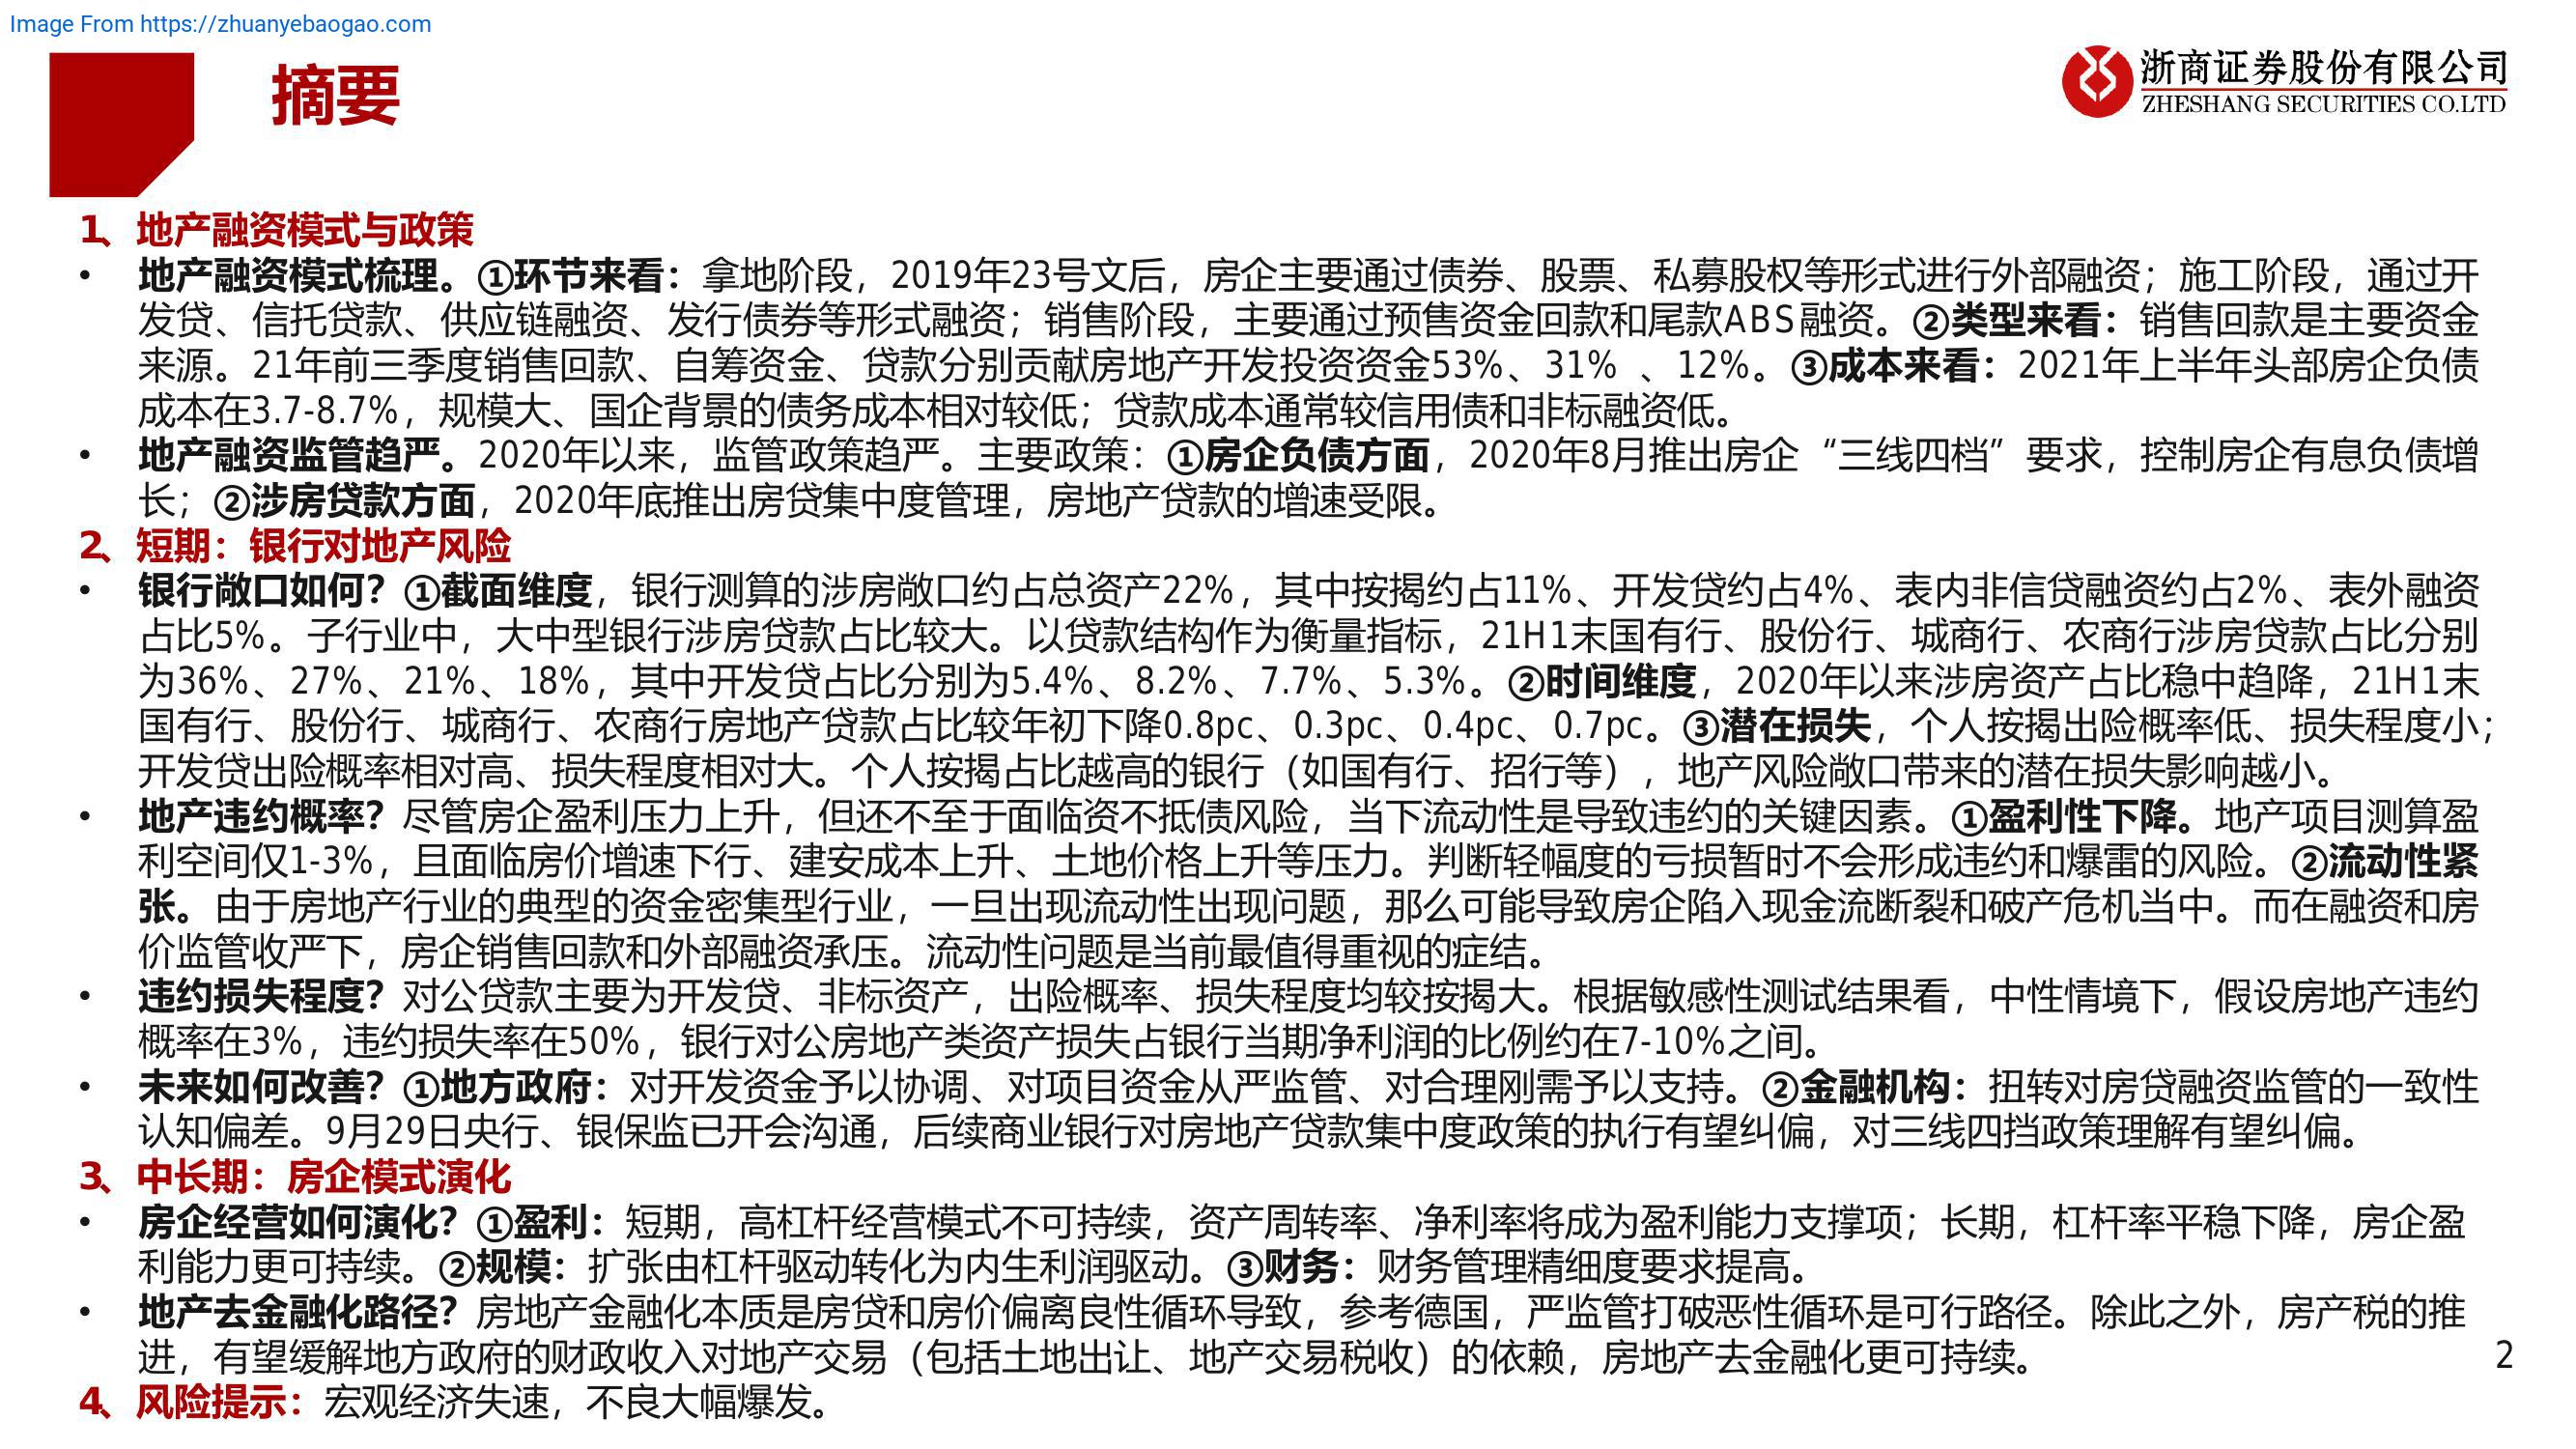 Image From https://zhuanyebaogao.com
摘要
浙商证券股份有限公司
ZHESHANG SECURITIES CO.LTD
1、地产融资模式与政策
• 地产融资模式梳理。①环节来看：拿地阶段，2019年23号文后，房企主要通过债券、股票、私募股权等形式进行外部融资；施工阶段，通过开
发贷、信托贷款、供应链融资、发行债券等形式融资；销售阶段，主要通过预售资金回款和尾款ABS融资。②类型来看：销售回款是主要资金
来源。21年前三季度销售回款、自筹资金、贷款分别贡献房地产开发投资资金53%、31% 、12%。③成本来看：2021年上半年头部房企负债
成本在3.7-8.7%，规模大、国企背景的债务成本相对较低；贷款成本通常较信用债和非标融资低。
• 地产融资监管趋严。2020年以来，监管政策趋严。主要政策：①房企负债方面，2020年8月推出房企“三线四档”要求，控制房企有息负债增
长；②涉房贷款方面，2020年底推出房贷集中度管理，房地产贷款的增速受限。
2、短期：银行对地产风险
• 银行敞口如何？①截面维度，银行测算的涉房敞口约占总资产22%，其中按揭约占11%、开发贷约占4%、表内非信贷融资约占2%、表外融资
占比5%。子行业中，大中型银行涉房贷款占比较大。以贷款结构作为衡量指标，21H1末国有行、股份行、城商行、农商行涉房贷款占比分别
为36%、27%、21%、18%，其中开发贷占比分别为5.4%、8.2%、7.7%、5.3%。②时间维度，2020年以来涉房资产占比稳中趋降，21H1末
国有行、股份行、城商行、农商行房地产贷款占比较年初下降0.8pc、0.3pc、0.4pc、0.7pc。③潜在损失，个人按揭出险概率低、损失程度小；
开发贷出险概率相对高、损失程度相对大。个人按揭占比越高的银行（如国有行、招行等），地产风险敞口带来的潜在损失影响越小。
• 地产违约概率？尽管房企盈利压力上升，但还不至于面临资不抵债风险，当下流动性是导致违约的关键因素。①盈利性下降。地产项目测算盈
利空间仅1-3%，且面临房价增速下行、建安成本上升、土地价格上升等压力。判断轻幅度的亏损暂时不会形成违约和爆雷的风险。②流动性紧
张。由于房地产行业的典型的资金密集型行业，一旦出现流动性出现问题，那么可能导致房企陷入现金流断裂和破产危机当中。而在融资和房
价监管收严下，房企销售回款和外部融资承压。流动性问题是当前最值得重视的症结。
• 违约损失程度？对公贷款主要为开发贷、非标资产，出险概率、损失程度均较按揭大。根据敏感性测试结果看，中性情境下，假设房地产违约
概率在3%，违约损失率在50%，银行对公房地产类资产损失占银行当期净利润的比例约在7-10%之间。
• 未来如何改善？①地方政府：对开发资金予以协调、对项目资金从严监管、对合理刚需予以支持。②金融机构：扭转对房贷融资监管的一致性
认知偏差。9月29日央行、银保监已开会沟通，后续商业银行对房地产贷款集中度政策的执行有望纠偏，对三线四挡政策理解有望纠偏。
3、中长期：房企模式演化
• 房企经营如何演化？①盈利：短期，高杠杆经营模式不可持续，资产周转率、净利率将成为盈利能力支撑项；长期，杠杆率平稳下降，房企盈
利能力更可持续。②规模：扩张由杠杆驱动转化为内生利润驱动。③财务：财务管理精细度要求提高。
• 地产去金融化路径？房地产金融化本质是房贷和房价偏离良性循环导致，参考德国，严监管打破恶性循环是可行路径。除此之外，房产税的推
进，有望缓解地方政府的财政收入对地产交易（包括土地出让、地产交易税收）的依赖，房地产去金融化更可持续。
4、风险提示：宏观经济失速，不良大幅爆发。
2